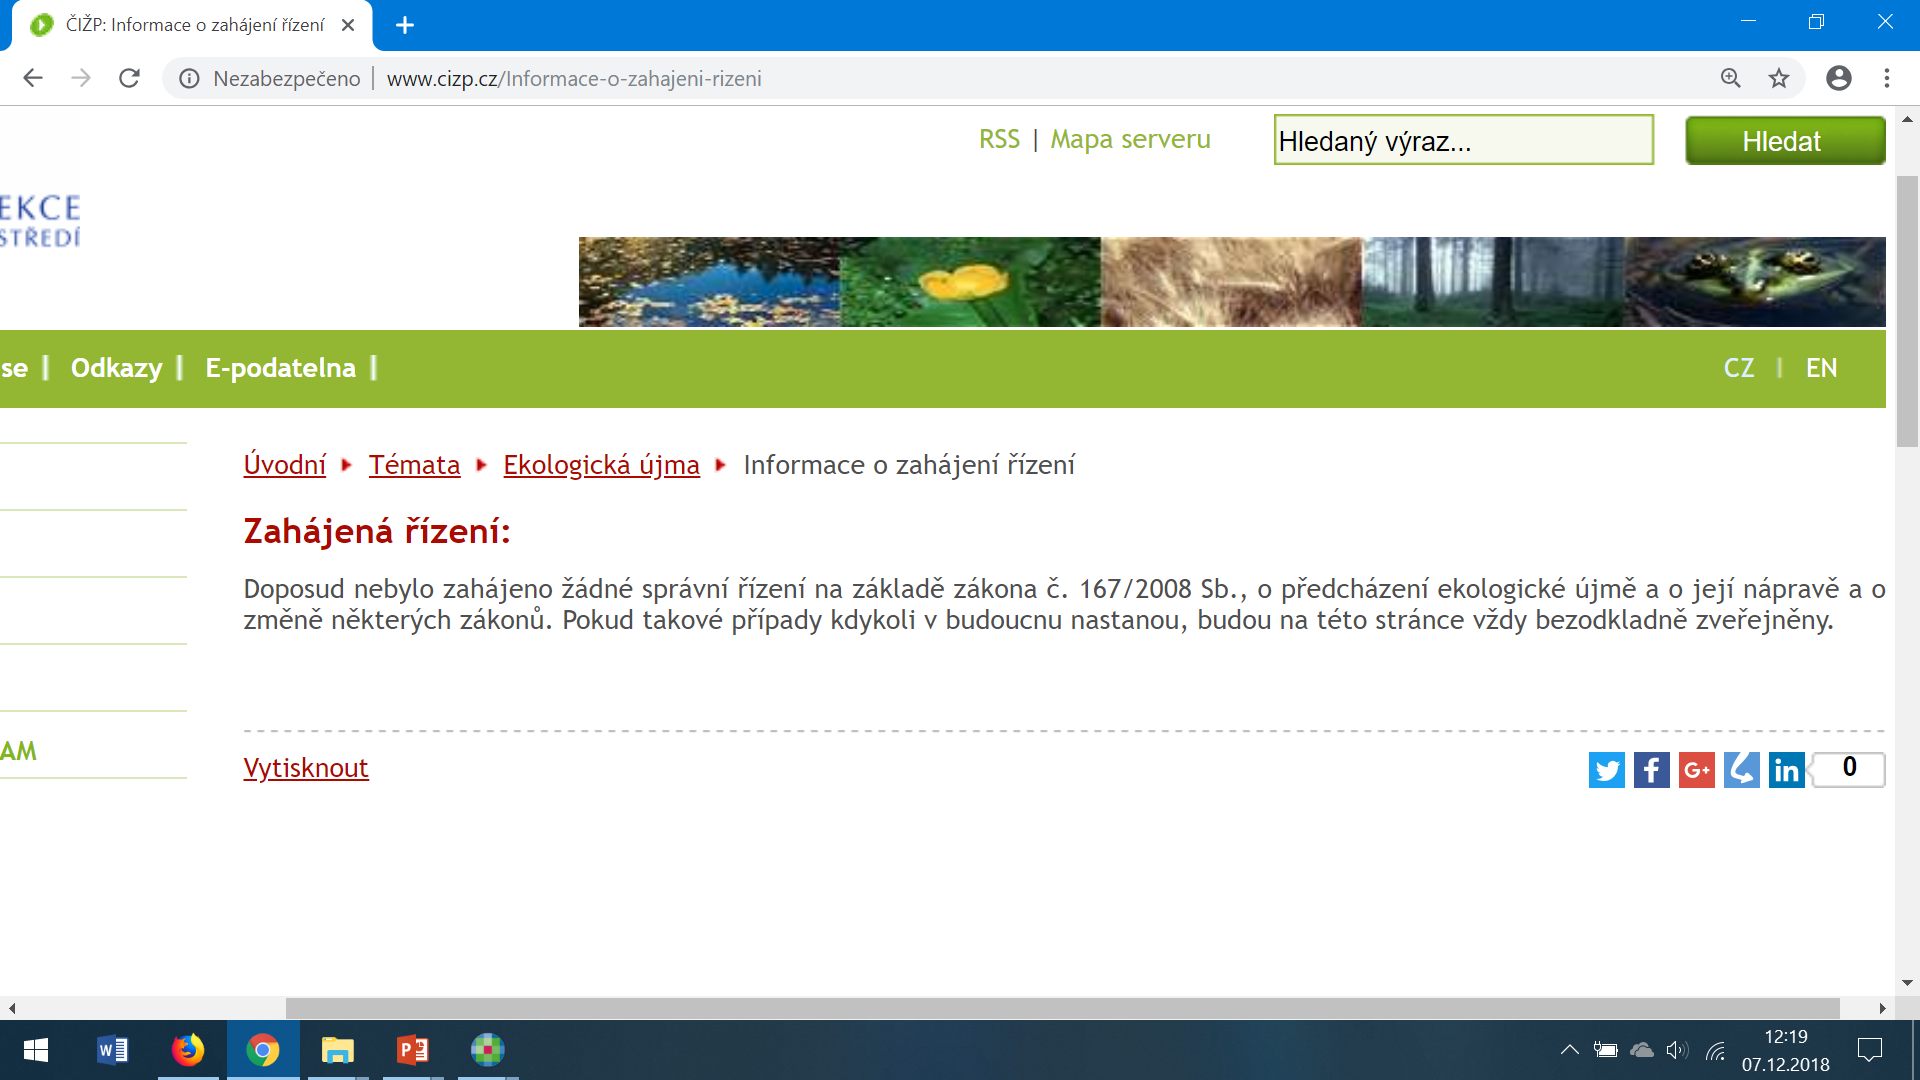 ČIŽP: Informace o zahájení řízení
Nezabezpečeno | www.cizp.cz/Informace-o-zahajeni-rizeni
RSS | Mapa serveru
Hledaný výraz...
Hledat
EKCE
STŘEDÍ
se | Odkazy | E-podatelna |
CZ | EN
Úvodní Témata Ekologická újma Informace o zahájení řízení
Zahájená řízení:
Doposud nebylo zahájeno žádné správní řízení na základě zákona č. 167/2008 Sb., o předcházení ekologické újmě a o její nápravě a o
změně některých zákonů. Pokud takové případy kdykoli v budoucnu nastanou, budou na této stránce vždy bezodkladně zveřejněny.
AM
Vytisknout
0
12:19
07.12.2018